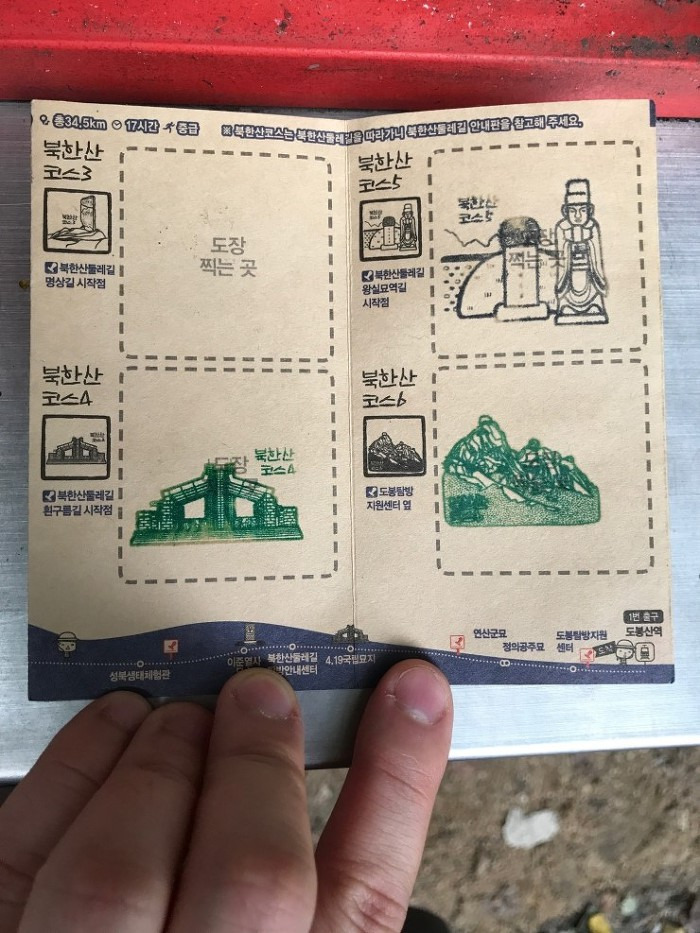 총34.5km 17시간 중급 ※ 북한산코스는 북한산둘레길을 따라가니 북한산둘레길 안내판을 참고해 주세요.
북한산
코스3
도장
찍는 곳
북한산둘레길
명상길 시작점
북한산
코스4
도장
북한산
코스4
북한산둘레길
흰구름길 시작점
북한산
코스5
북한산
코스5
도장
찍는 곳
북한산둘레길
왕실묘역길
시작점
북한산
코스6
도봉탐방
지원센터 옆
성북생태체험관
이준열사
북한산둘레길
4.19국립묘지
연산군묘
정의공주묘
도봉탐방지원
센터
1번 출구
도봉산역